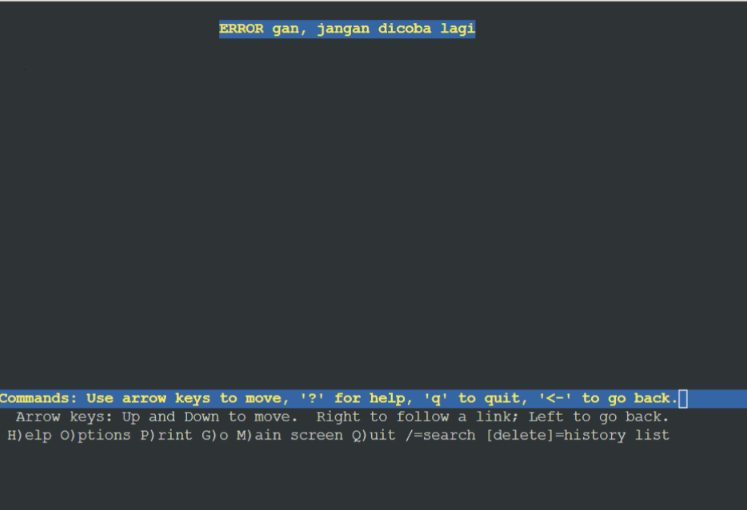 ERROR gan, jangan dicoba lagi
Commands: Use arrow keys to move, '?' for help, 'q' to quit, '<-' to go back.
Arrow keys: Up and Down to move. Right to follow a link; Left to go back.
H)elp O)ptions P)rint G)o M)ain screen Q)uit /=search [delete]=history list